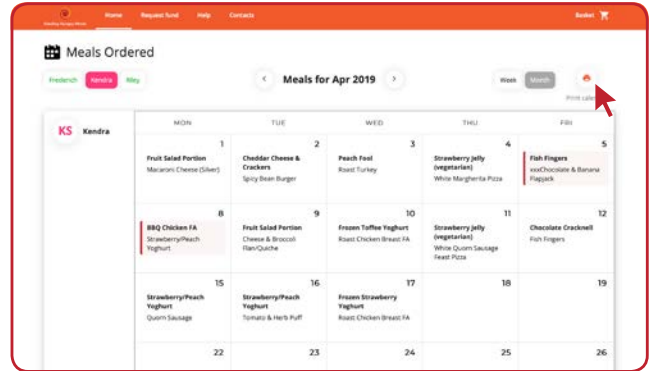 Home Request fund Help Contacts Basket
Meals Ordered
Frederich Kendra Riley
< Meals for Apr 2019 >
Week Month
Print calen
KS Kendra
MON TUE WED THU FRI
1 2 3 4 5
Fruit Salad Portion
Macaroni Cheese (Silver)
Cheddar Cheese &
Crackers
Spicy Bean Burger
Peach Fool
Roast Turkey
Strawberry Jelly
(vegetarian)
White Margherita Pizza
Fish Fingers
xxxChocolate & Banana
Flapjack
8 9 10 11 12
BBQ Chicken FA
Strawberry/Peach
Yoghurt
Fruit Salad Portion
Cheese & Broccoli
Flan/Quiche
Frozen Toffee Yoghurt
Roast Chicken Breast FA
Strawberry Jelly
(vegetarian)
White Quorn Sausage
Feast Pizza
Chocolate Cracknell
Fish Fingers
15 16 17 18 19
Strawberry/Peach
Yoghurt
Quorn Sausage
Strawberry/Peach
Yoghurt
Tomato & Herb Puff
Frozen Strawberry
Yoghurt
Roast Chicken Breast FA
22 23 24 25 26